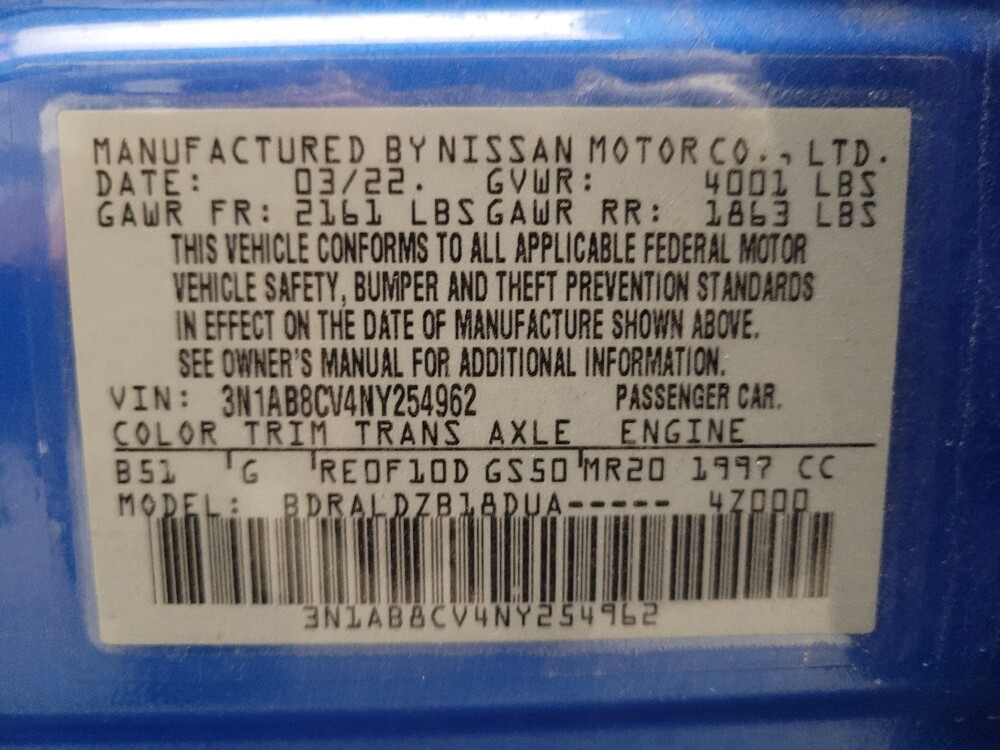 MANUFACTURED BY NISSAN MOTOR CO., LTD.
DATE: 03/22. GVWR: 4001 LBS
GAWR FR: 2161 LBS GAWR RR: 1863 LBS
THIS VEHICLE CONFORMS TO ALL APPLICABLE FEDERAL MOTOR
VEHICLE SAFETY, BUMPER AND THEFT PREVENTION STANDARDS
IN EFFECT ON THE DATE OF MANUFACTURE SHOWN ABOVE.
SEE OWNER'S MANUAL FOR ADDITIONAL INFORMATION.
VIN: 3N1AB8CV4NY254962 PASSENGER CAR.
COLOR TRIM TRANS AXLE ENGINE
B51 G RE0F10D GS50 MR20 1997 CC
MODEL: BDRALDZB18DUA----- 4Z000
3N1AB8CV4NY254962